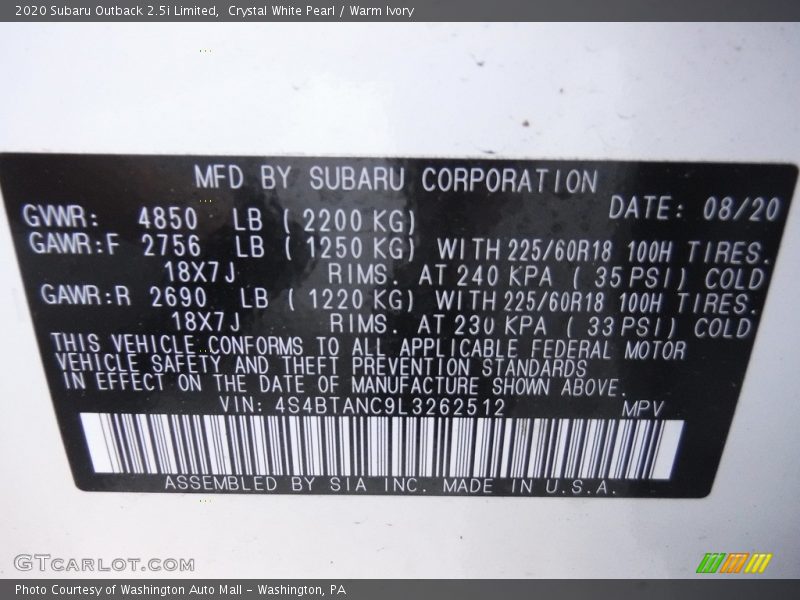 2020 Subaru Outback 2.5i Limited,  Crystal White Pearl / Warm Ivory
MFD BY SUBARU CORPORATION
GVWR: 4850 LB ( 2200 KG) DATE: 08/20
GAWR:F 2756 LB ( 1250 KG) WITH 225/60R18 100H TIRES.
18X7J RIMS. AT 240 KPA ( 35 PSI) COLD
GAWR:R 2690 LB ( 1220 KG) WITH 225/60R18 100H TIRES.
18X7J RIMS. AT 230 KPA ( 33 PSI) COLD
THIS VEHICLE CONFORMS TO ALL APPLICABLE FEDERAL MOTOR
VEHICLE SAFETY AND THEFT PREVENTION STANDARDS
IN EFFECT ON THE DATE OF MANUFACTURE SHOWN ABOVE.
VIN: 4S4BTANC9L3262512 MPV
ASSEMBLED BY SIA INC. MADE IN U.S.A.
GTCARLOT.COM
Photo Courtesy of Washington Auto Mall - Washington, PA